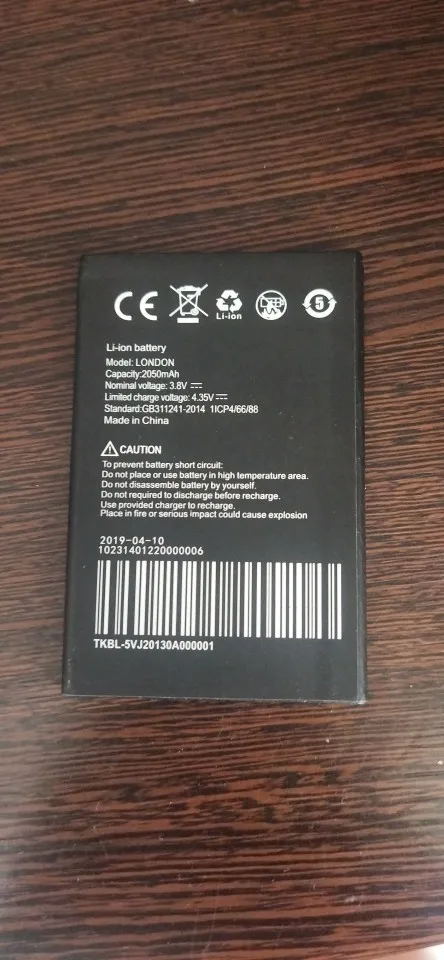 CE
Li-ion
5
Li-ion battery
Model: LONDON
Capacity:2050mAh
Nominal voltage: 3.8V
Limited charge voltage: 4.35V
Standard:GB311241-2014 1ICP4/66/88
Made in China
CAUTION
To prevent battery short circuit:
Do not place or use battery in high temperature area.
Do not disassemble battery by yourself.
Do not required to discharge before recharge.
Use provided charger to recharge.
Place in fire or serious impact could cause explosion
2019-04-10
10231401220000006
TKBL-5VJ20130A000001